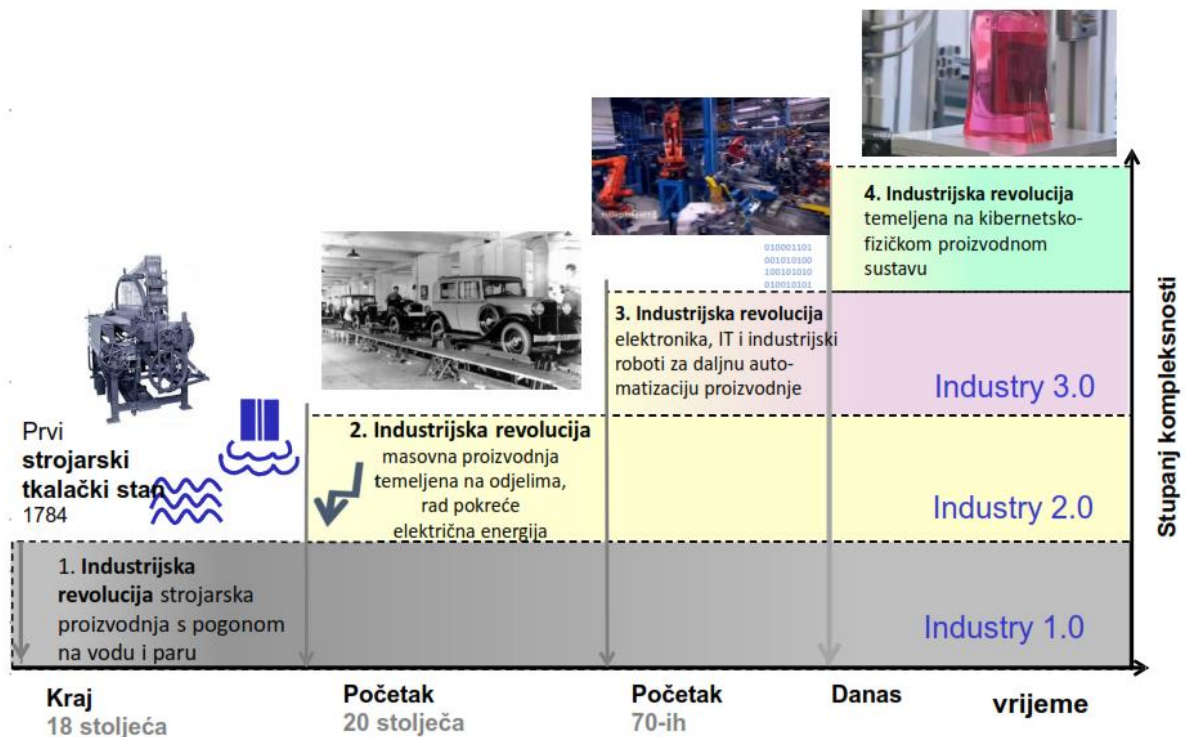 4. Industrijska revolucija
temeljena na kibernetsko-
fizičkom proizvodnom
sustavu
010001101
001010100
100101010
010010101
3. Industrijska revolucija
elektronika, IT i industrijski
roboti za daljnu auto-
matizaciju proizvodnje
Industry 3.0
Prvi
strojarski
tkalački stan
1784
2. Industrijska revolucija
masovna proizvodnja
temeljena na odjelima,
rad pokreće
električna energija
Industry 2.0
1. Industrijska
revolucija strojarska
proizvodnja s pogonom
na vodu i paru
Industry 1.0
Stupanj kompleksnosti
Kraj
18 stoljeća
Početak
20 stolječa
Početak
70-ih
Danas
vrijeme